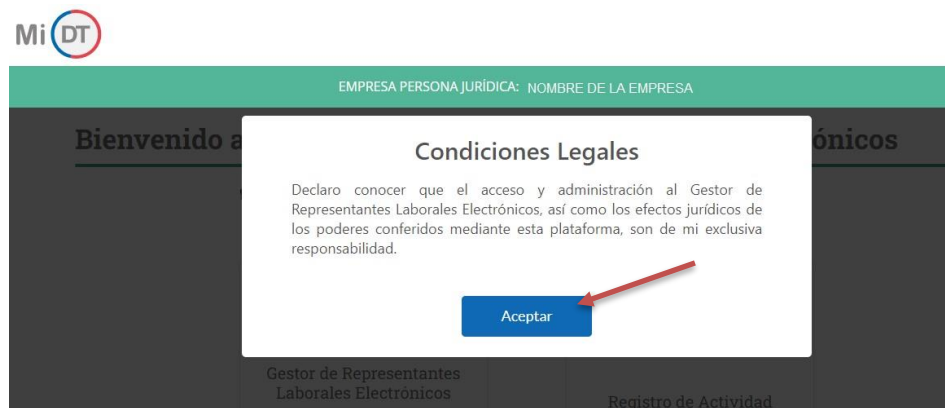 Mi DT
EMPRESA PERSONA JURÍDICA: NOMBRE DE LA EMPRESA
Bienvenido a
ónicos
Condiciones Legales
Declaro conocer que el acceso y administración al Gestor de
Representantes Laborales Electrónicos, así como los efectos jurídicos de
los poderes conferidos mediante esta plataforma, son de mi exclusiva
responsabilidad.
Aceptar
Gestor de Representantes
Laborales Electrónicos
Registro de Actividad